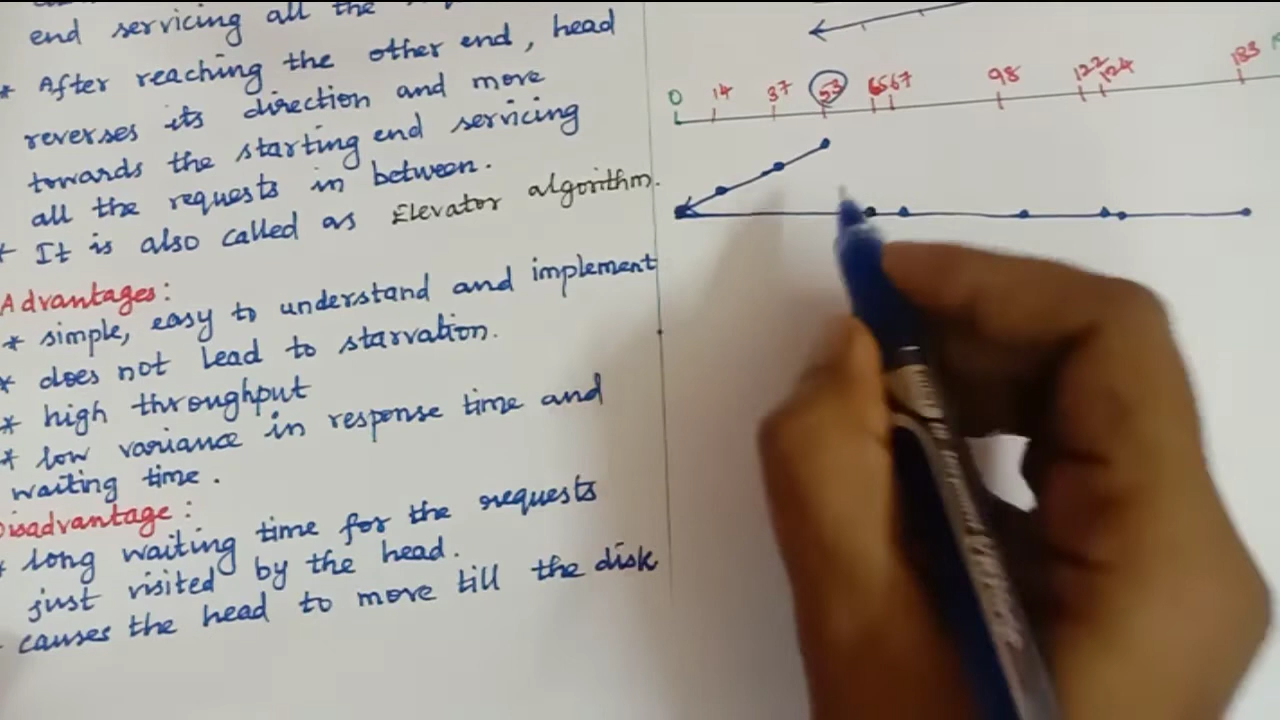 end servicing all the
* After reaching the other end, head
reverses its direction and move
towards the starting end servicing
all the requests in between.
* It is also called as Elevator algorithm.
Advantages:
* simple, easy to understand and implement
* does not lead to starvation.
* high throughput
* low variance in response time and
waiting time.
Disadvantage:
* long waiting time for the requests
just visited by the head.
* causes the head to move till the disk
0 14 37 53 65 67 98 122 124 183